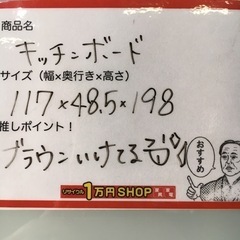 商品名
キッチンボード
サイズ（幅×奥行き×高さ）
117×48.5×198
推しポイント！
ブラウンいけてる
おすすめ
リサイクル1万円SHOP